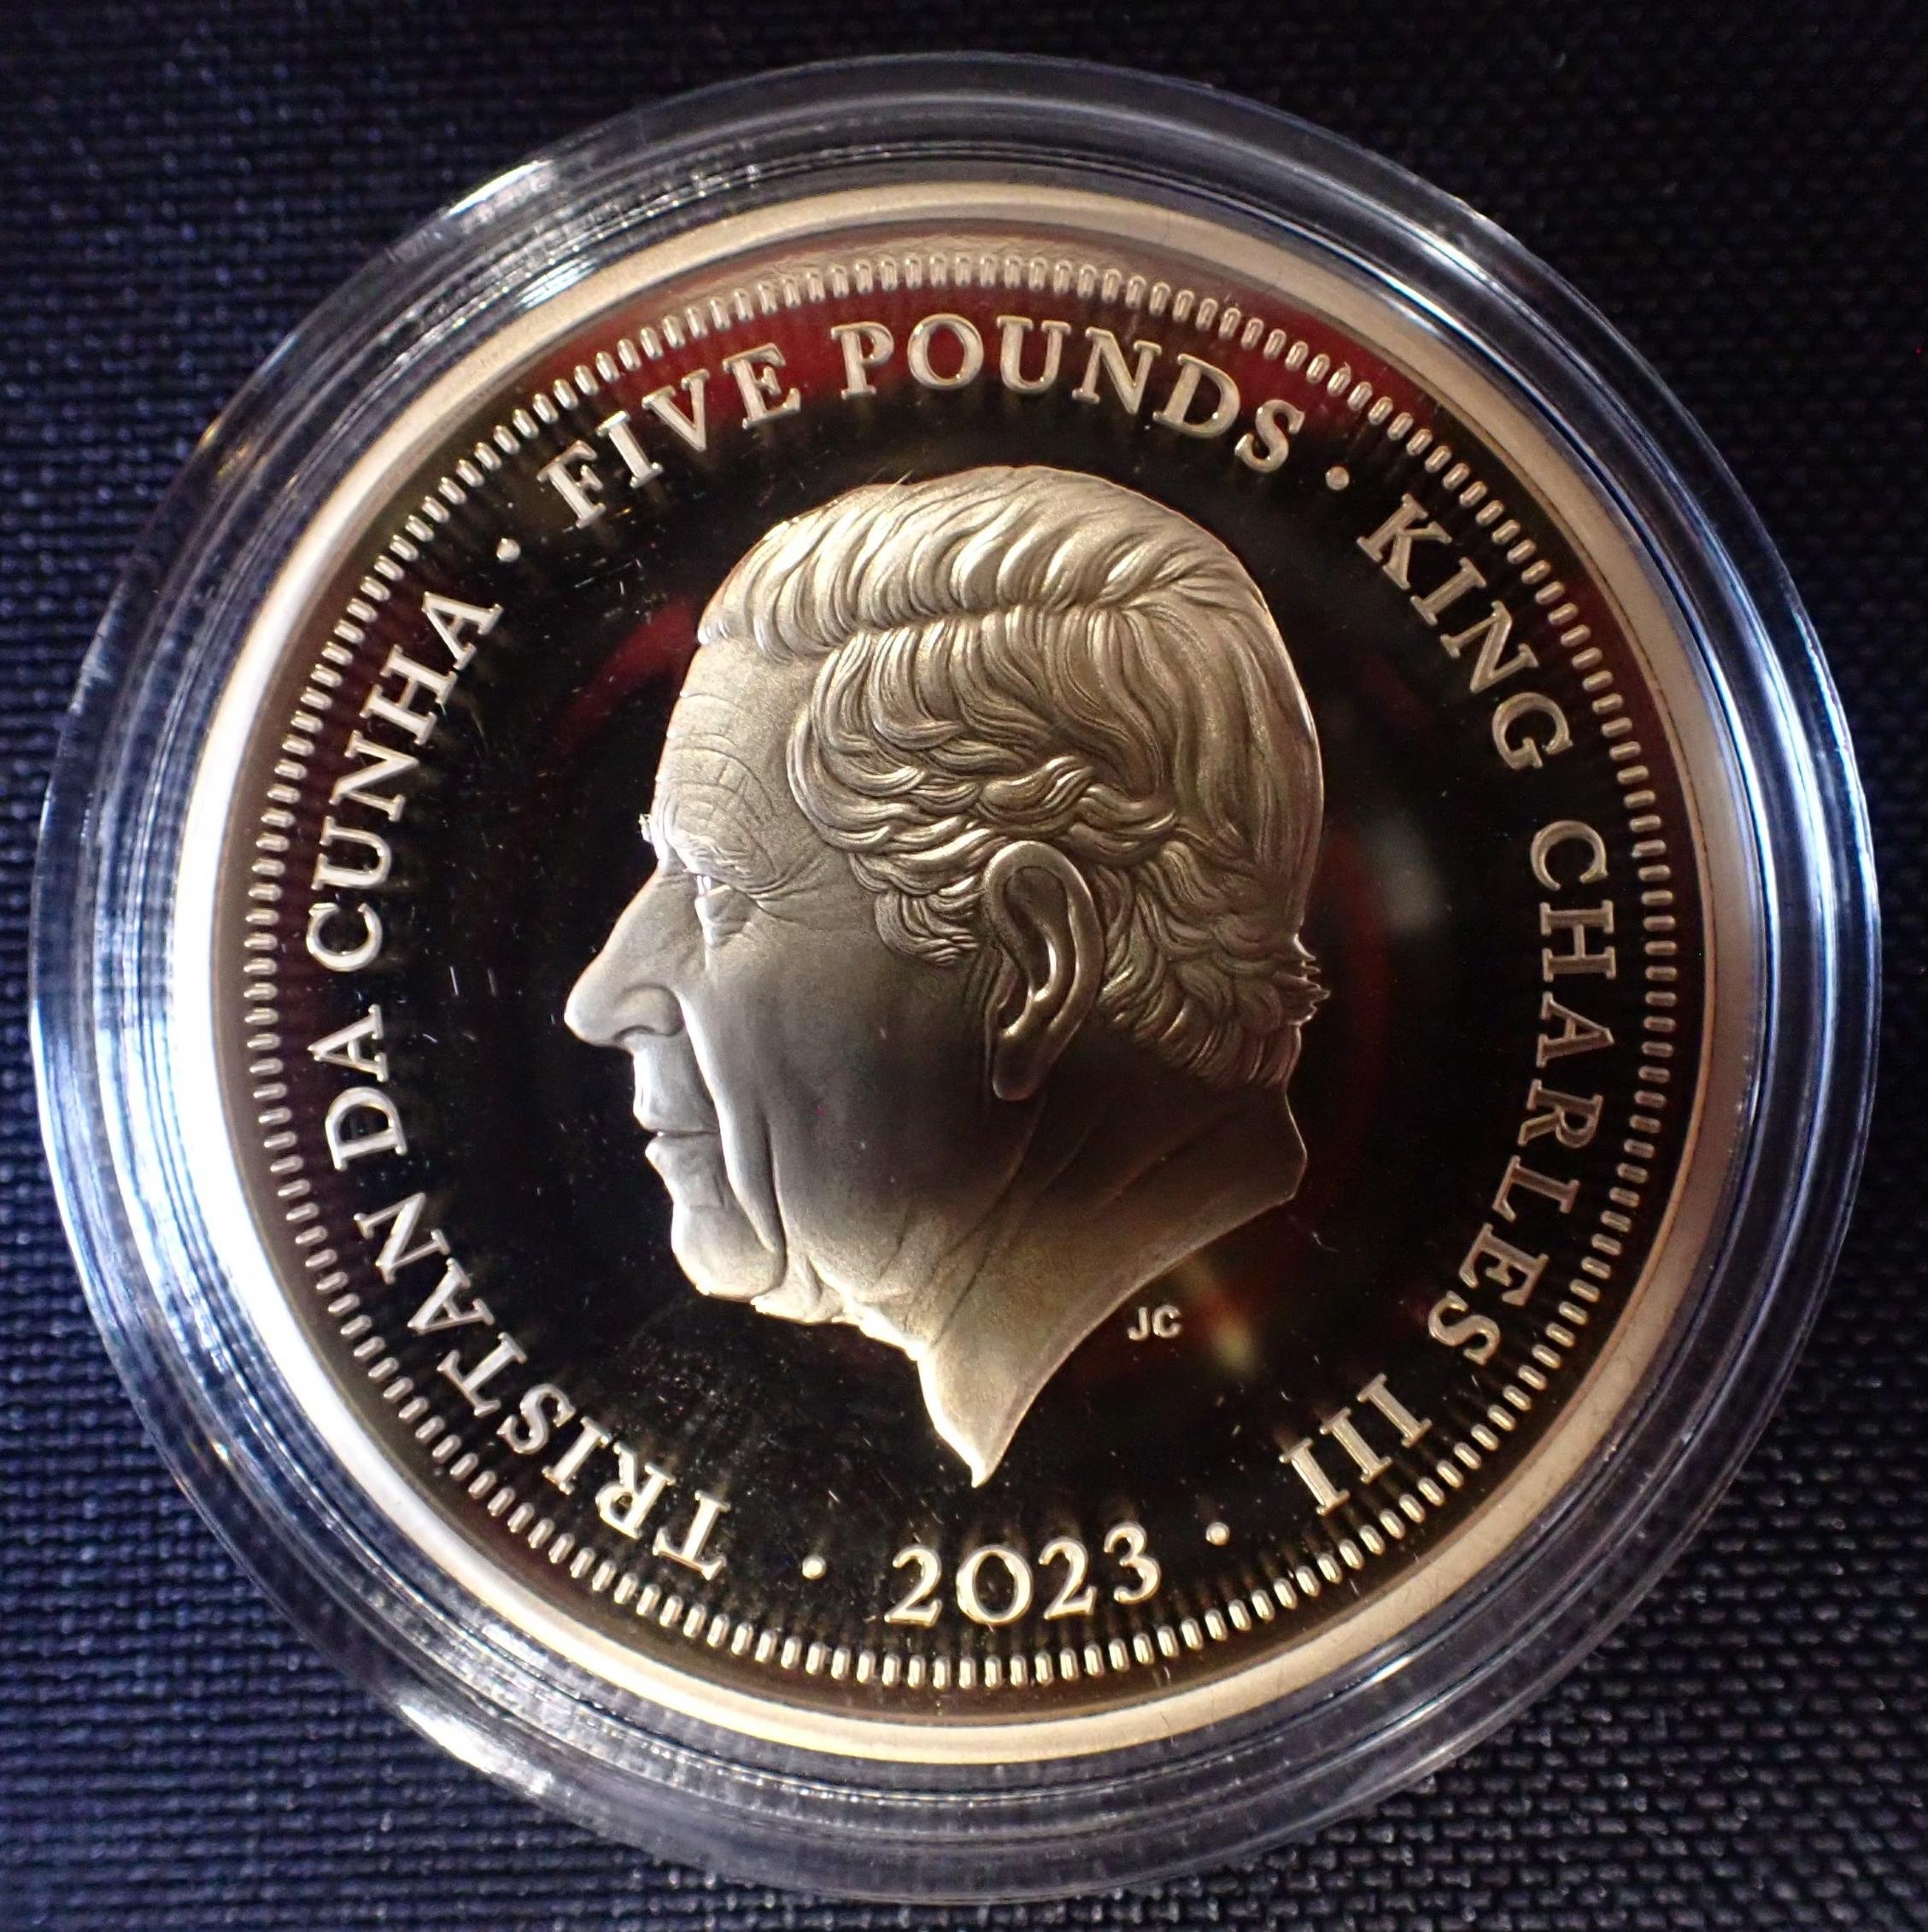 TRISTAN DA CUNHA · FIVE POUNDS · KING CHARLES III · 2023 ·
JC